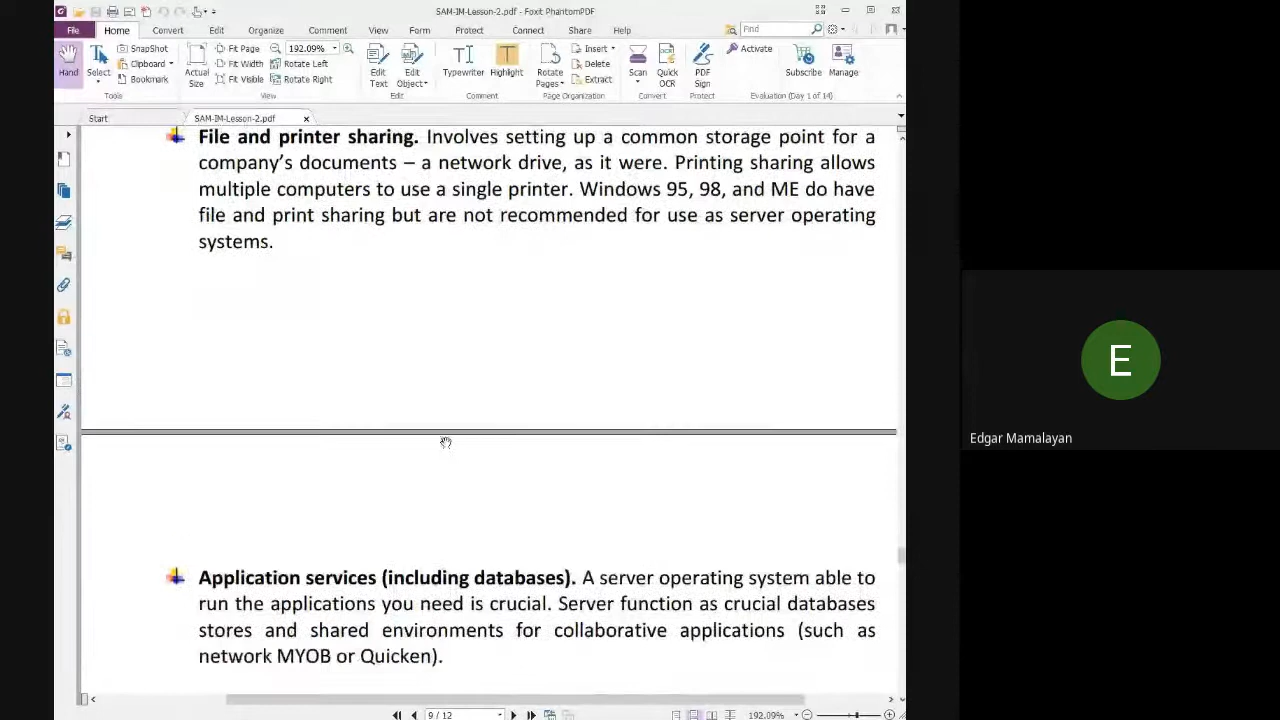 SAM-IM-Lesson-2.pdf - Foxit PhantomPDF
File Home Convert Edit Organize Comment View Form Protect Connect Share Help Find
Hand
Select
SnapShot
Clipboard
Bookmark
Actual Size
Fit Page
Fit Width
Fit Visible
192.09%
Rotate Left
Rotate Right
Edit Text
Edit Object
Typewriter
Highlight
Rotate Pages
Insert
Delete
Extract
Scan
Quick OCR
PDF Sign
Activate
Subscribe
Manage
Tools View Edit Comment Page Organization Convert Protect Evaluation (Day 1 of 14)
Start SAM-IM-Lesson-2.pdf
File and printer sharing. Involves setting up a common storage point for a
company's documents – a network drive, as it were. Printing sharing allows
multiple computers to use a single printer. Windows 95, 98, and ME do have
file and print sharing but are not recommended for use as server operating
systems.
Application services (including databases). A server operating system able to
run the applications you need is crucial. Server function as crucial databases
stores and shared environments for collaborative applications (such as
network MYOB or Quicken).
9 / 12 192.09%
E
Edgar Mamalayan